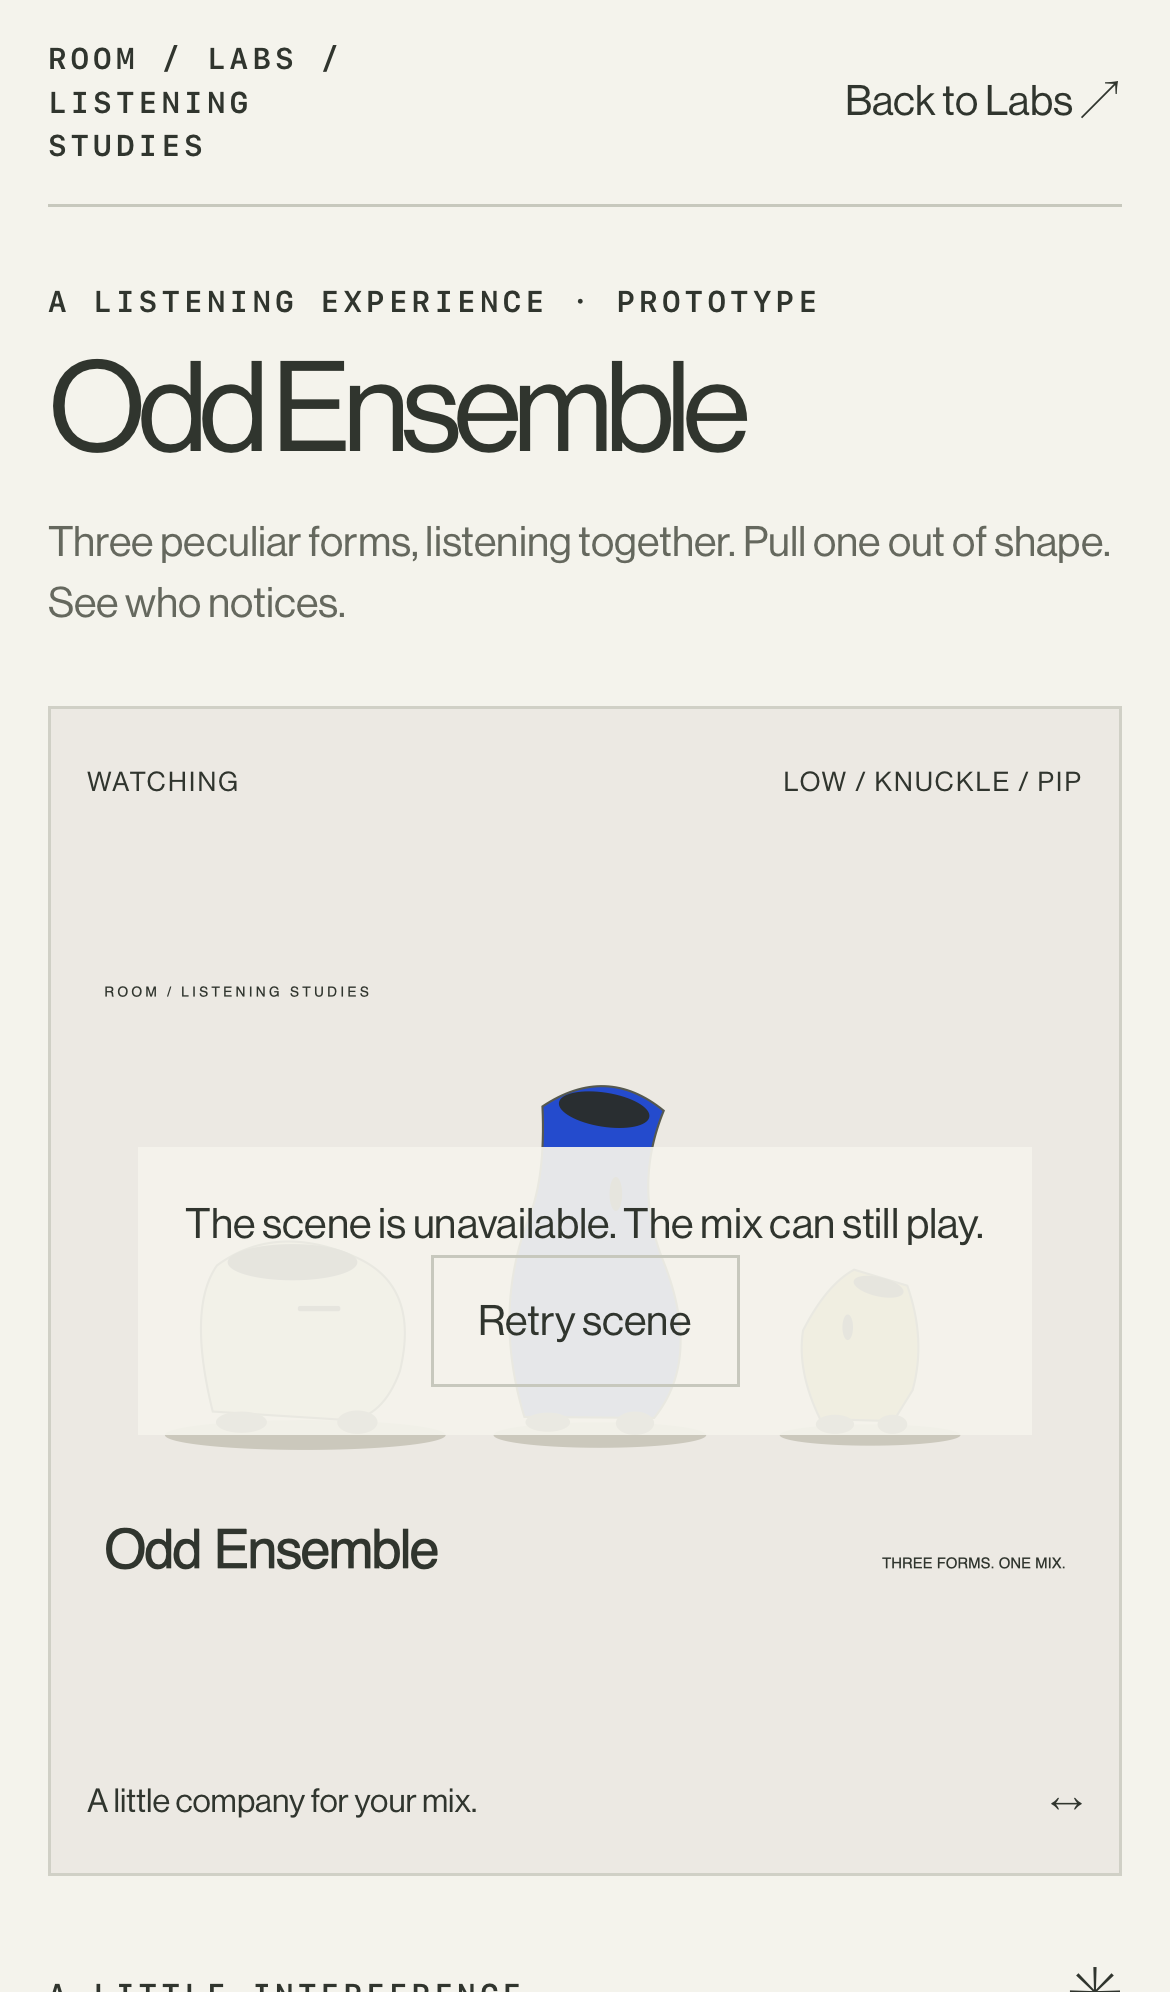 ROOM / LABS /
LISTENING
STUDIES
Back to Labs ↗
A LISTENING EXPERIENCE · PROTOTYPE
Odd Ensemble
Three peculiar forms, listening together. Pull one out of shape.
See who notices.
WATCHING
LOW / KNUCKLE / PIP
ROOM / LISTENING STUDIES
The scene is unavailable. The mix can still play.
Retry scene
Odd Ensemble
THREE FORMS. ONE MIX.
A little company for your mix.
↔
A LITTLE INTERFERENCE